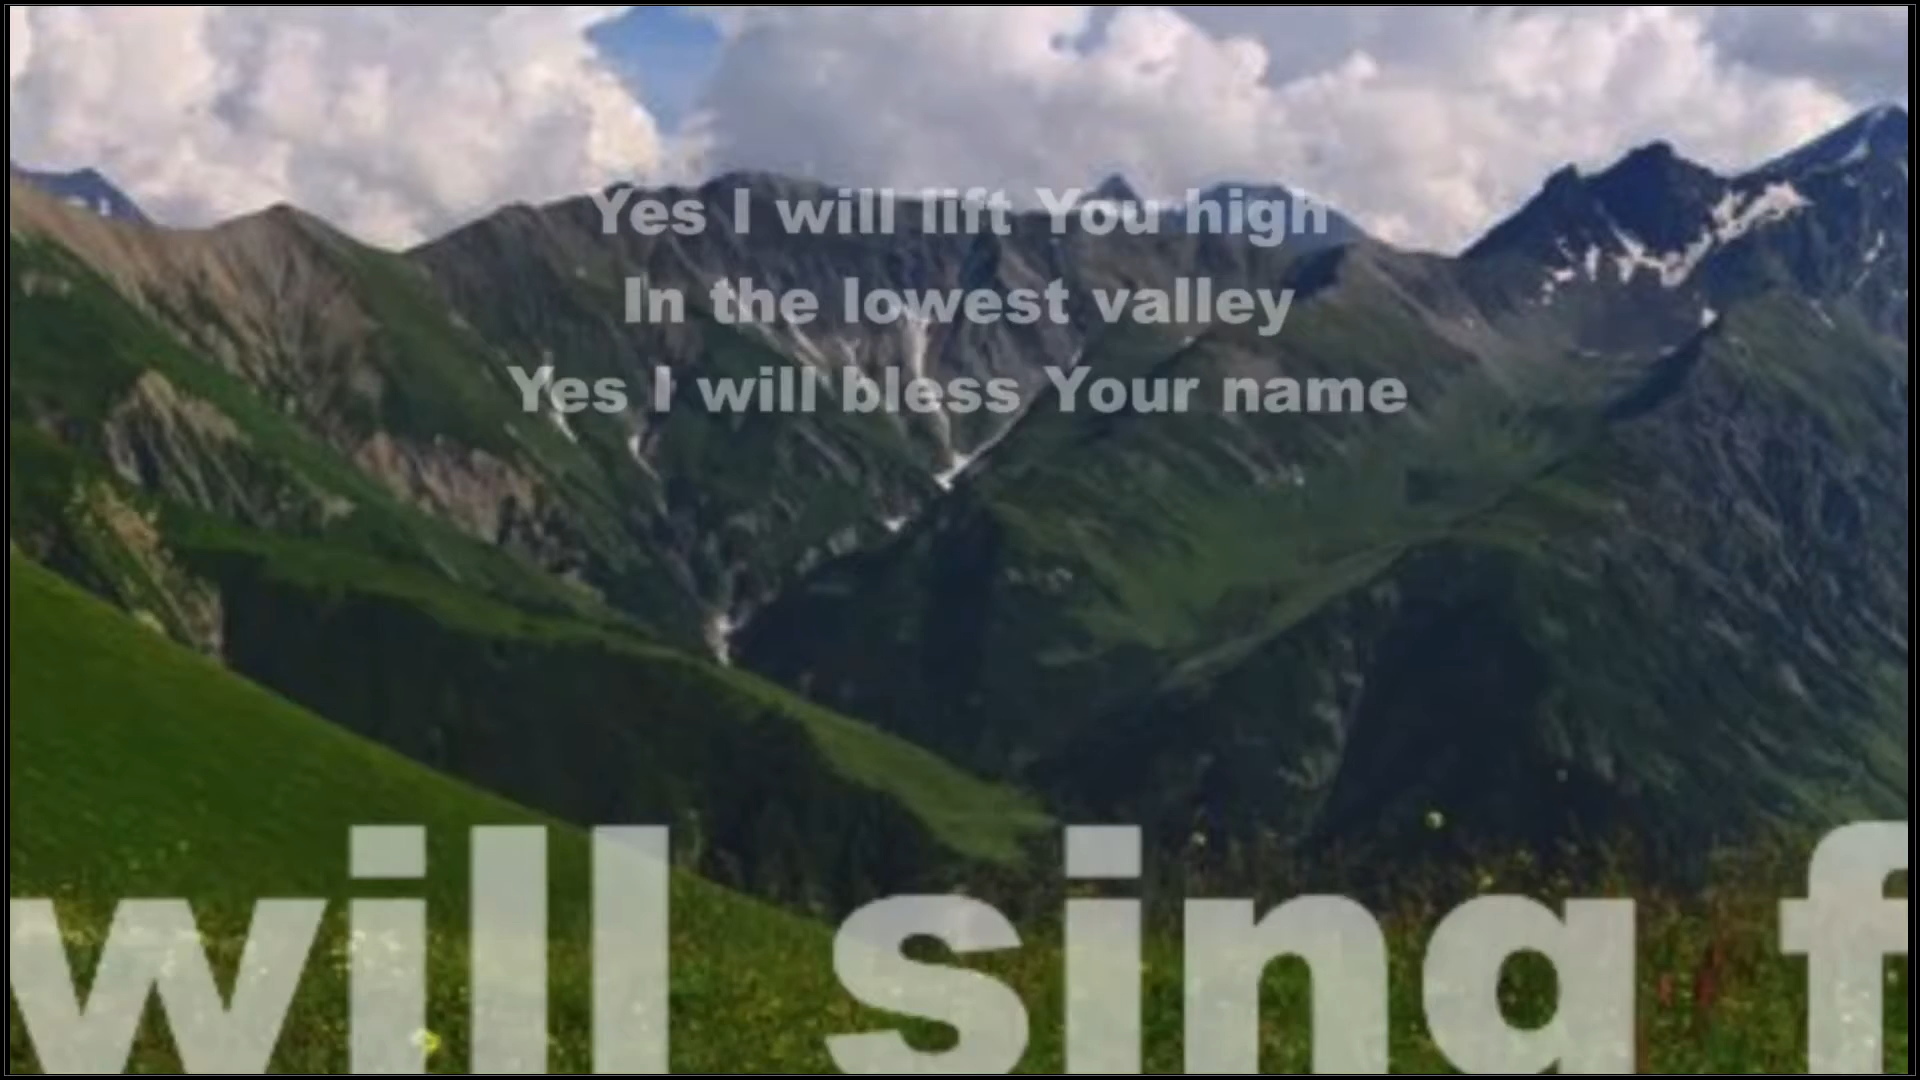 Yes I will lift You high
In the lowest valley
Yes I will bless Your name
will sing